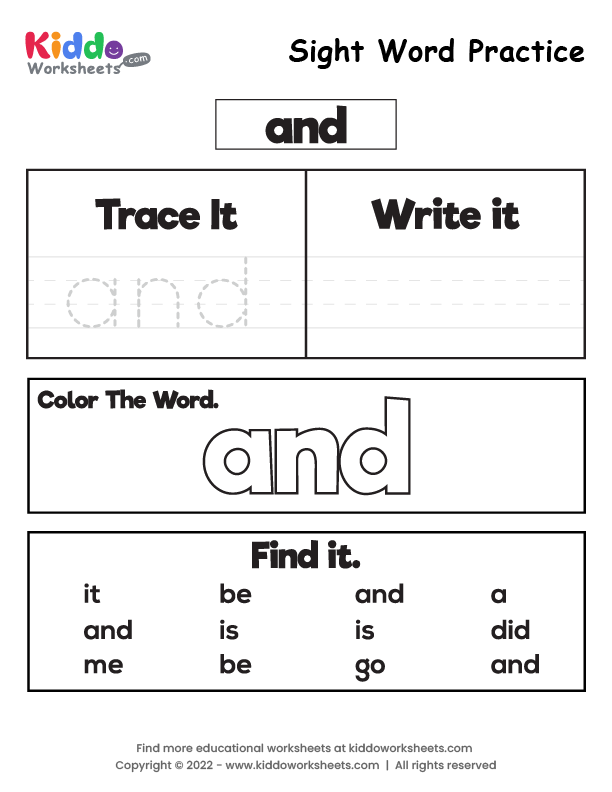 Kiddo
Worksheets .com
Sight Word Practice
and
Trace It
Write it
and
Color The Word.
and
Find it.
it be and a
and is is did
me be go and
Find more educational worksheets at kiddoworksheets.com
Copyright © 2022 - www.kiddoworksheets.com | All rights reserved